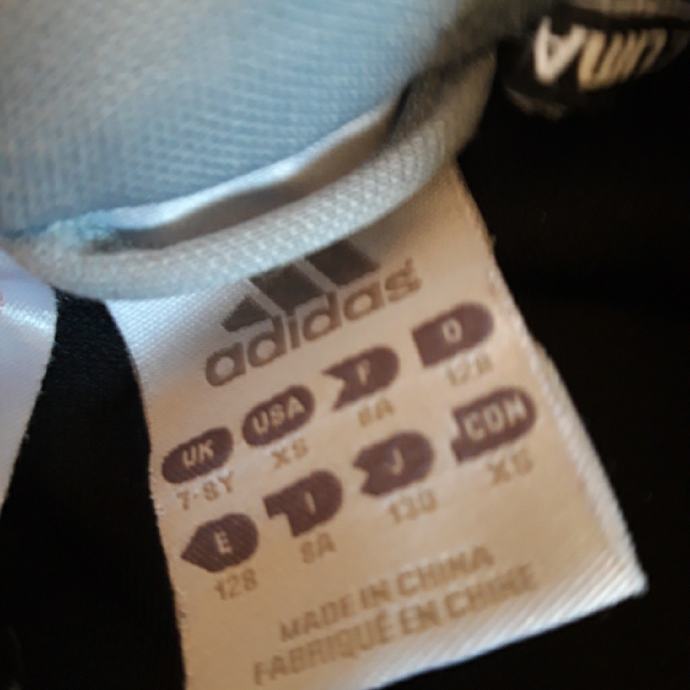 CLIMA
adidas
UK USA F D
7-8Y XS 8A 128
E I J CDN
128 8A 130 XS
MADE IN CHINA
FABRIQUÉ EN CHINE